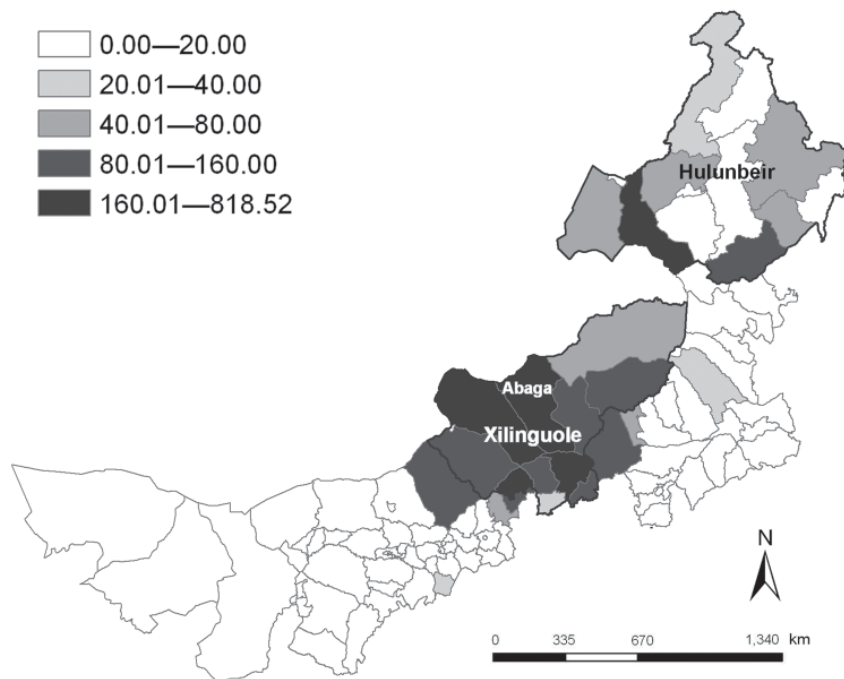 0.00—20.00
20.01—40.00
40.01—80.00
80.01—160.00
160.01—818.52
Hulunbeir
Abaga
Xilinguole
N
0 335 670 1,340 km